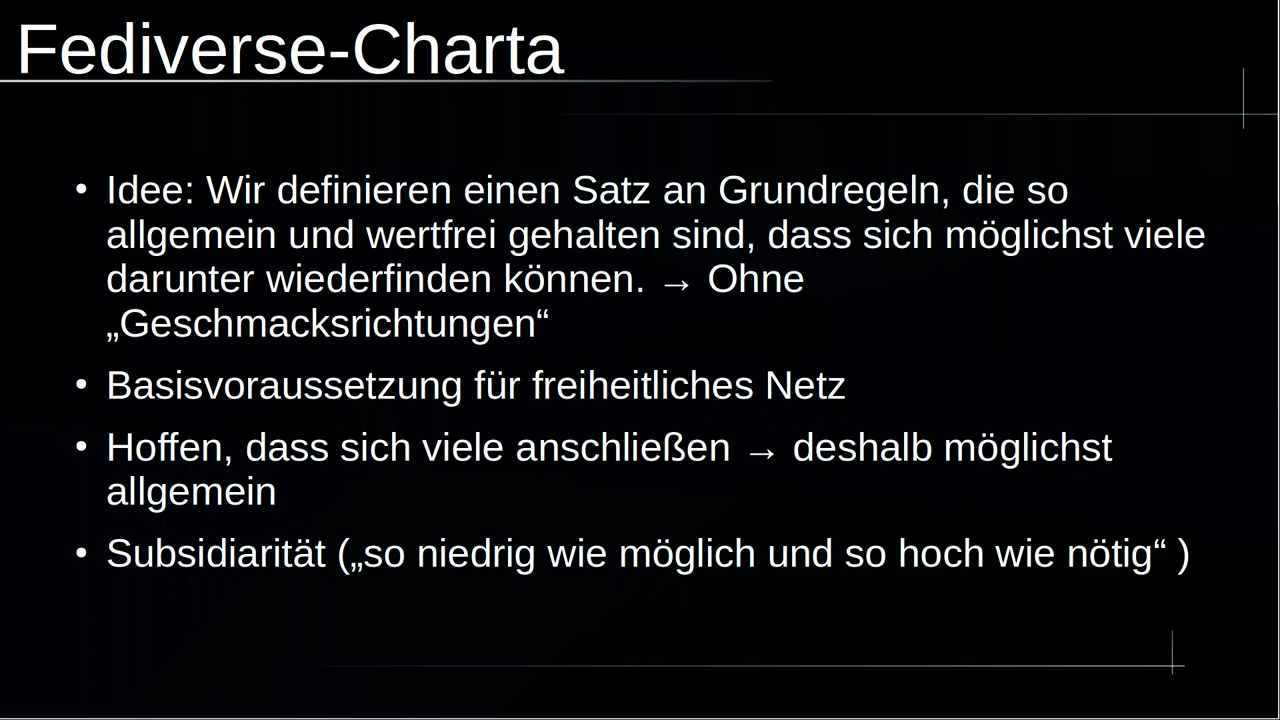 Fediverse-Charta
• Idee: Wir definieren einen Satz an Grundregeln, die so
allgemein und wertfrei gehalten sind, dass sich möglichst viele
darunter wiederfinden können. → Ohne
„Geschmacksrichtungen“
• Basisvoraussetzung für freiheitliches Netz
• Hoffen, dass sich viele anschließen → deshalb möglichst
allgemein
• Subsidiarität („so niedrig wie möglich und so hoch wie nötig“ )